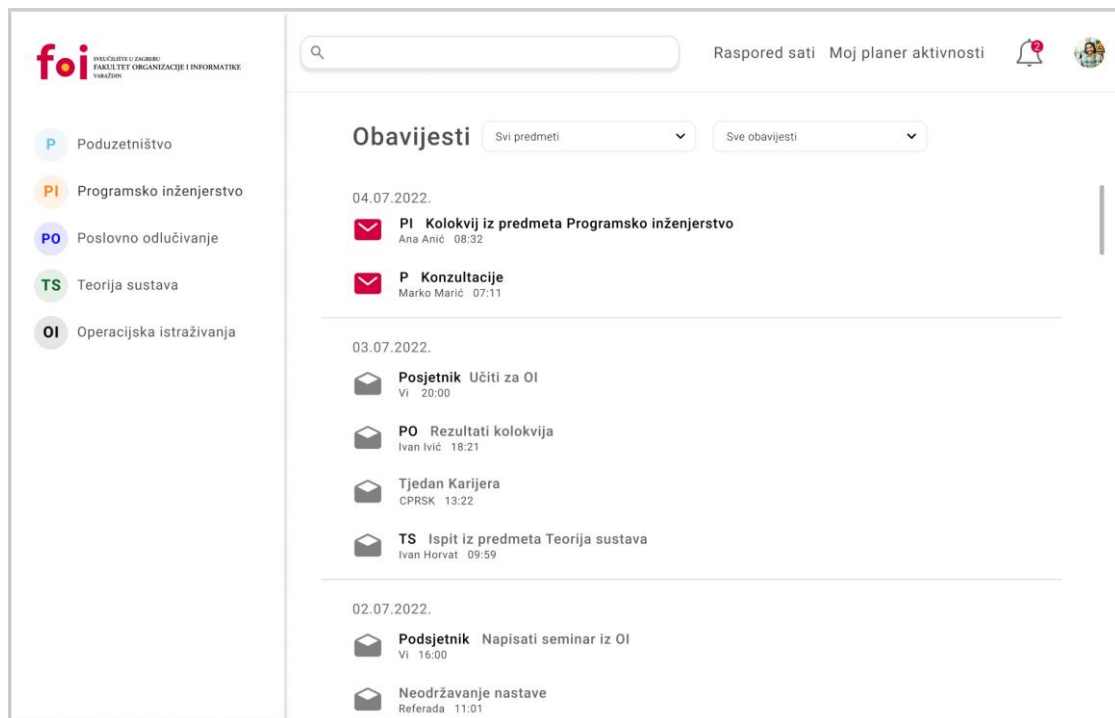 foi
SVEUČILIŠTE U ZAGREBU
FAKULTET ORGANIZACIJE I INFORMATIKE
VARAŽDIN
Raspored sati Moj planer aktivnosti
2
P Poduzetništvo
PI Programsko inženjerstvo
PO Poslovno odlučivanje
TS Teorija sustava
OI Operacijska istraživanja
Obavijesti Svi predmeti Sve obavijesti
04.07.2022.
PI Kolokvij iz predmeta Programsko inženjerstvo
Ana Anić 08:32
P Konzultacije
Marko Marić 07:11
03.07.2022.
Posjetnik Učiti za OI
Vi 20:00
PO Rezultati kolokvija
Ivan Ivić 18:21
Tjedan Karijera
CPRSK 13:22
TS Ispit iz predmeta Teorija sustava
Ivan Horvat 09:59
02.07.2022.
Podsjetnik Napisati seminar iz OI
Vi 16:00
Neodržavanje nastave
Referada 11:01